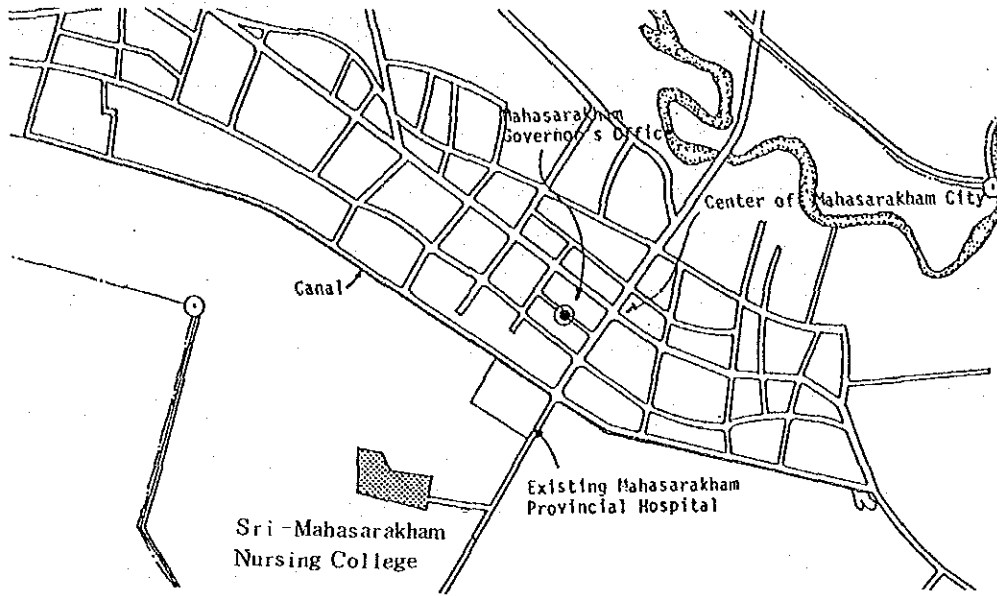 Mahasarakham
Governor's Office
Center of Mahasarakham City
Canal
Existing Mahasarakham
Provincial Hospital
Sri-Mahasarakham
Nursing College